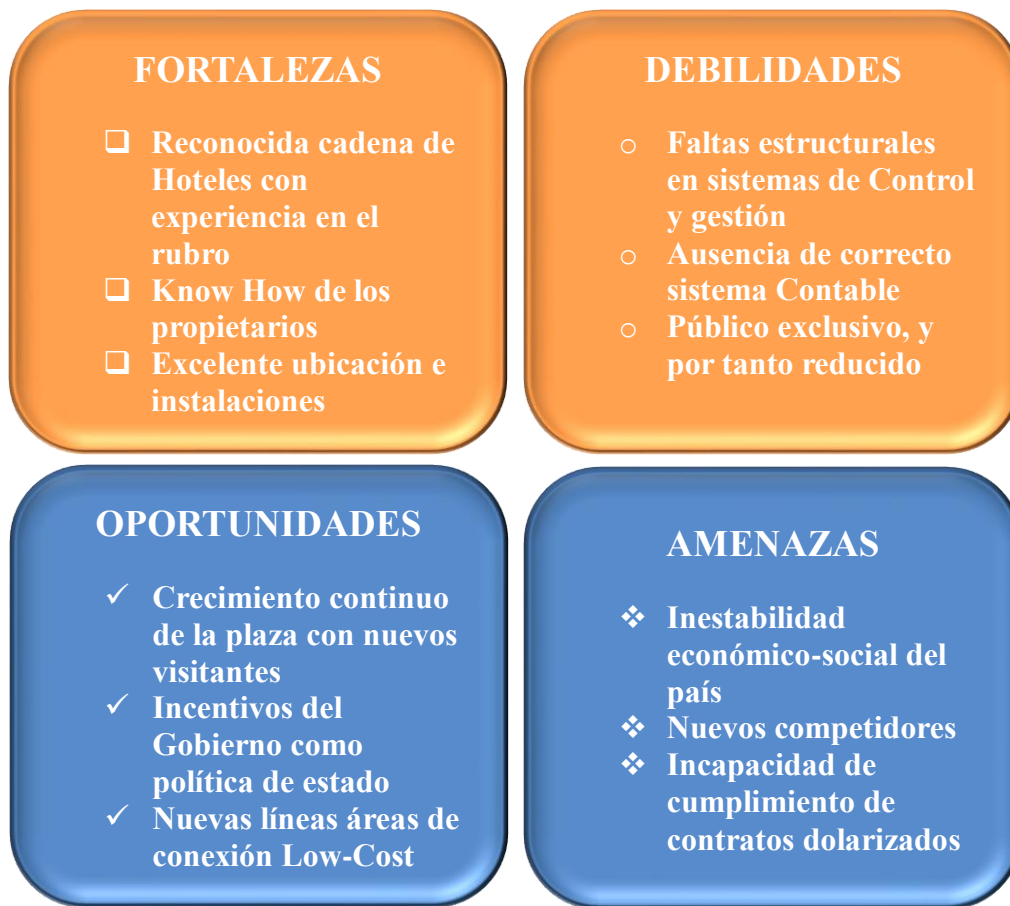 FORTALEZAS
❑ Reconocida cadena de
Hoteles con
experiencia en el
rubro
❑ Know How de los
propietarios
❑ Excelente ubicación e
instalaciones
DEBILIDADES
o Faltas estructurales
en sistemas de Control
y gestión
o Ausencia de correcto
sistema Contable
o Público exclusivo, y
por tanto reducido
OPORTUNIDADES
✓ Crecimiento continuo
de la plaza con nuevos
visitantes
✓ Incentivos del
Gobierno como
política de estado
✓ Nuevas líneas áreas de
conexión Low-Cost
AMENAZAS
❖ Inestabilidad
económico-social del
país
❖ Nuevos competidores
❖ Incapacidad de
cumplimiento de
contratos dolarizados